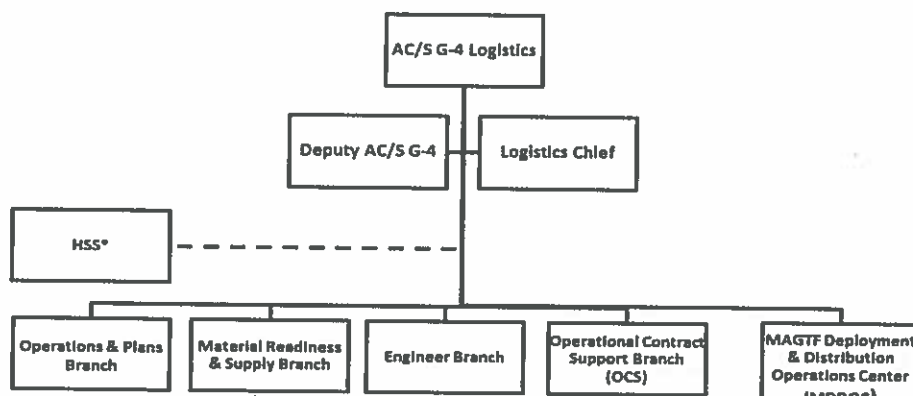 AC/S G-4 Logistics
Deputy AC/S G-4
Logistics Chief
HSS*
Operations & Plans
Branch
Material Readiness
& Supply Branch
Engineer Branch
Operational Contract
Support Branch
(OCS)
MAGTF Deployment
& Distribution
Operations Center